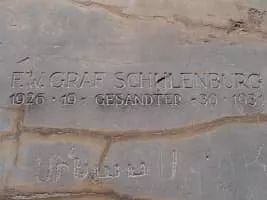 F.W. GRAF SCHULENBURG
1926 · 19 · GESANDTER · 30 · 1931